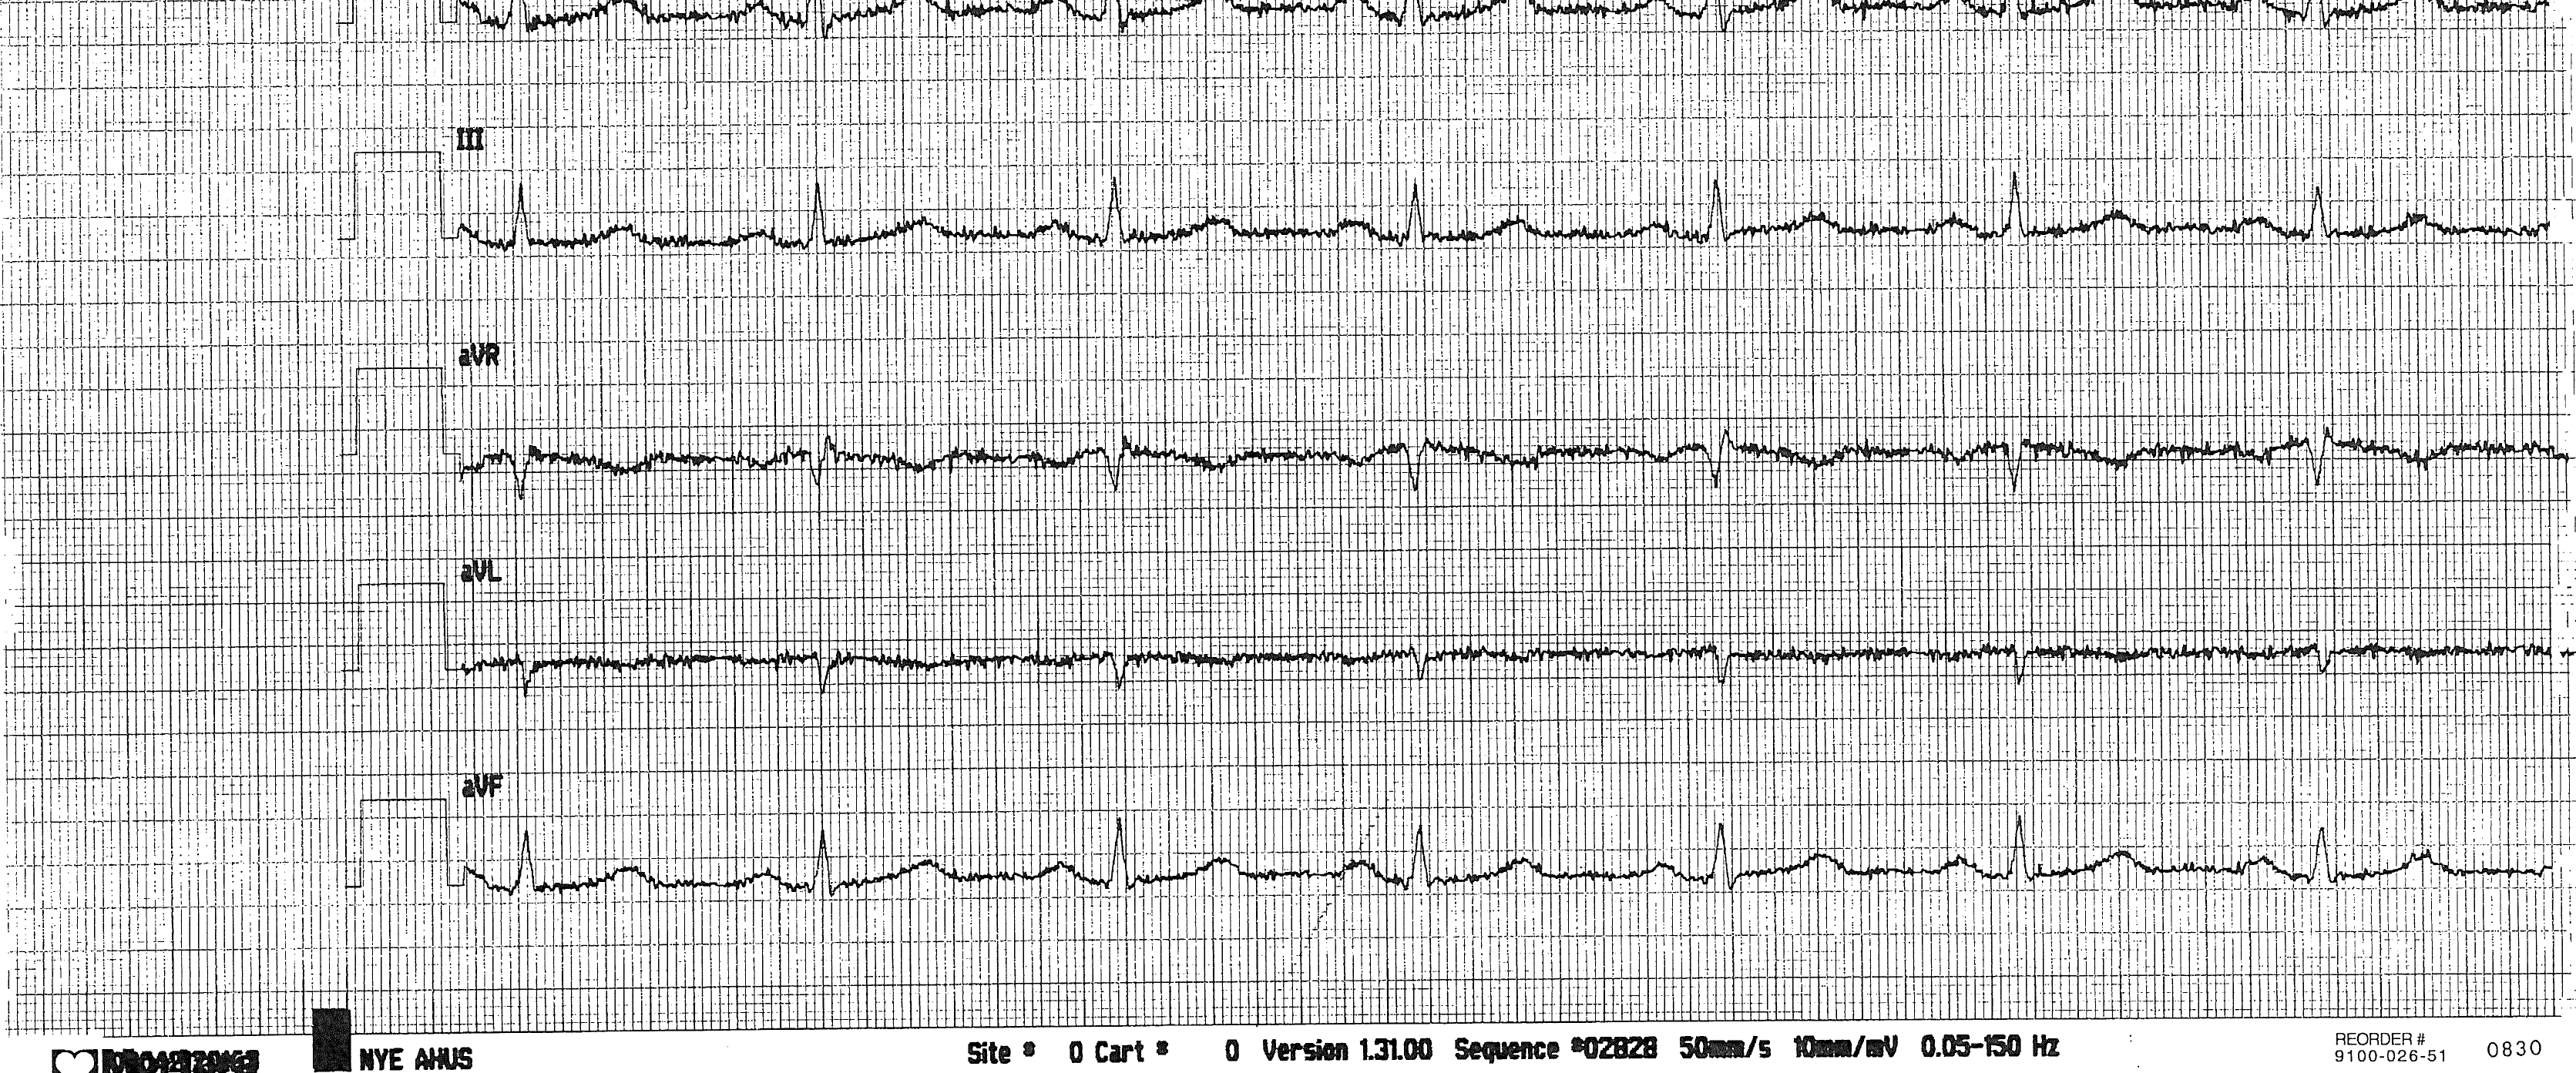 III
aVR
aVL
aVF
NYE AHUS
Site # 0 Cart # 0 Version 1.31.00 Sequence #02828 50mm/s 10mm/mV 0.05-150 Hz
REORDER #
9100-026-51
0830